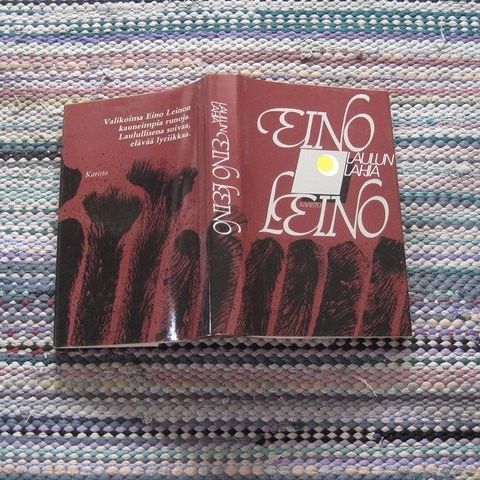 Valikoima Eino Leinon
kauneimpia runoja.
Laulullisena soivaa,
elävää lyriikkaa.
Karisto
LAULUN
LAHJA
EINO LEINO
EINO
LAULUN
LAHJA
KARISTO
LEINO